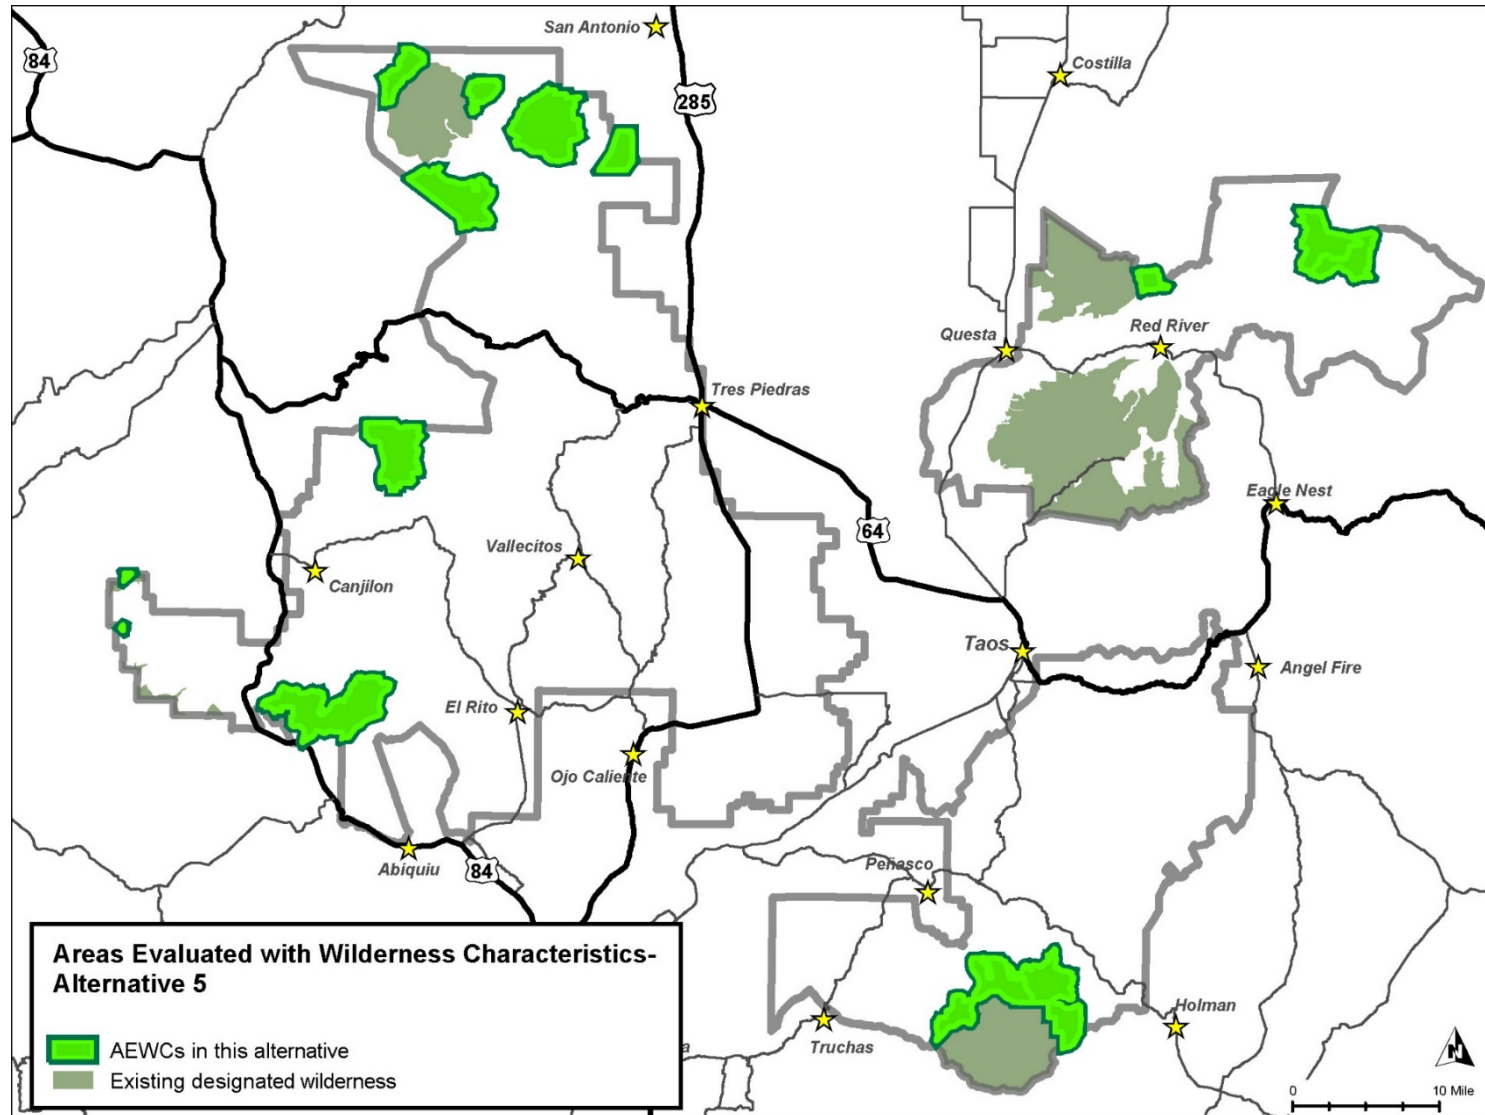 San Antonio
84
285
Costilla
Questa
Red River
Tres Piedras
Eagle Nest
64
Vallecitos
Canjilon
Taos
Angel Fire
El Rito
Ojo Caliente
Abiquiu
84
Peñasco
Holman
Truchas
a
Areas Evaluated with Wilderness Characteristics-
Alternative 5
AEWCs in this alternative
Existing designated wilderness
N
0 10 Mile